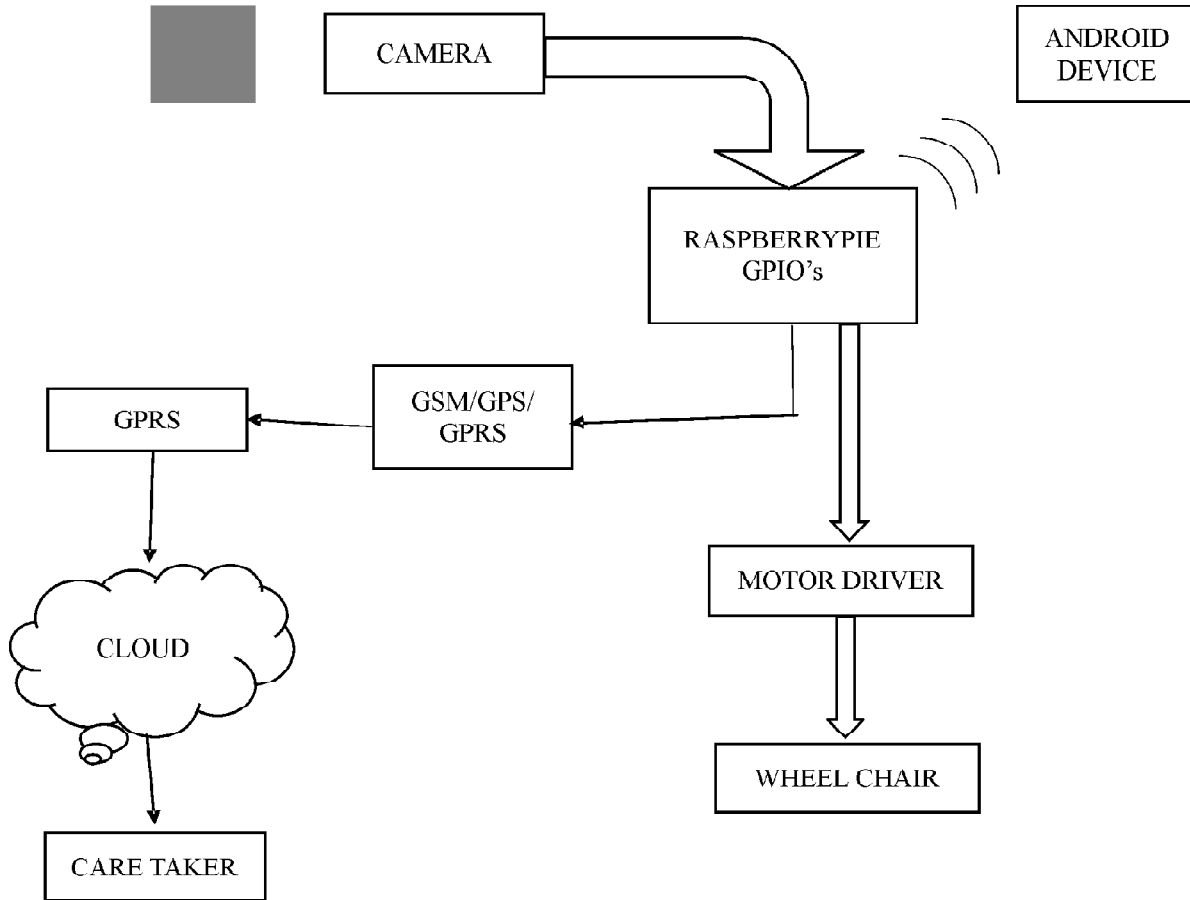 CAMERA
ANDROID
DEVICE
RASPBERRYPIE
GPIO's
GSM/GPS/
GPRS
GPRS
MOTOR DRIVER
CLOUD
WHEEL CHAIR
CARE TAKER